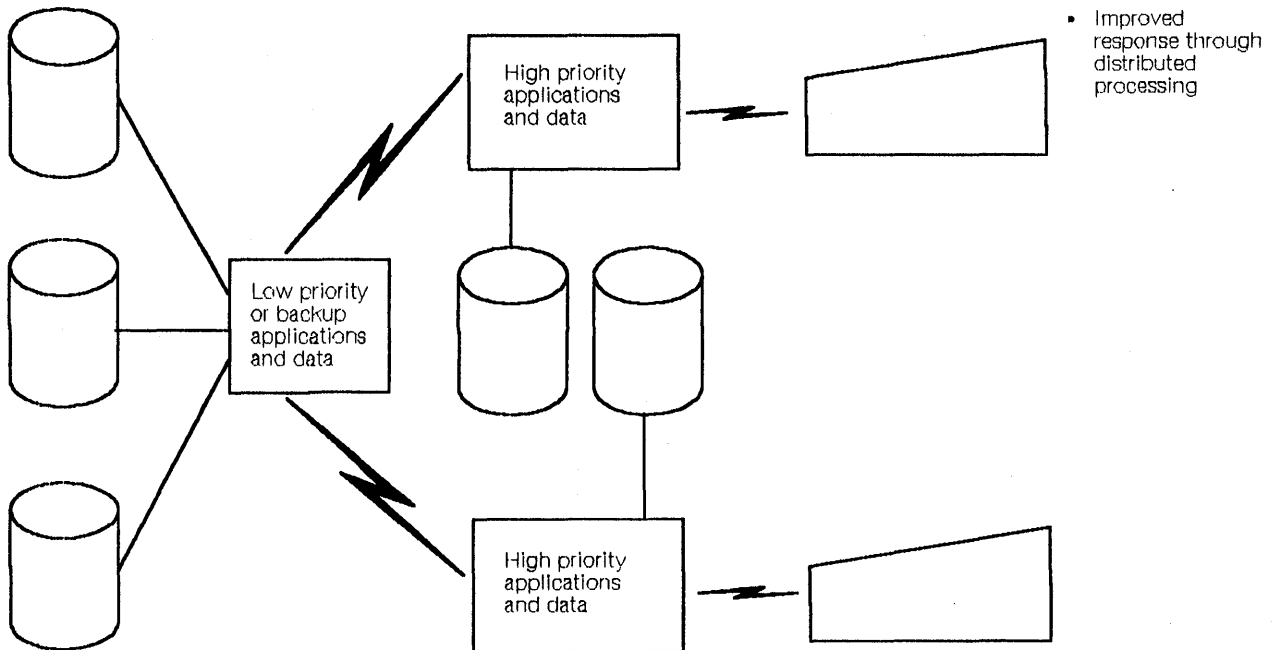 • Improved
response through
distributed
processing
High priority
applications
and data
Low priority
or backup
applications
and data
High priority
applications
and data